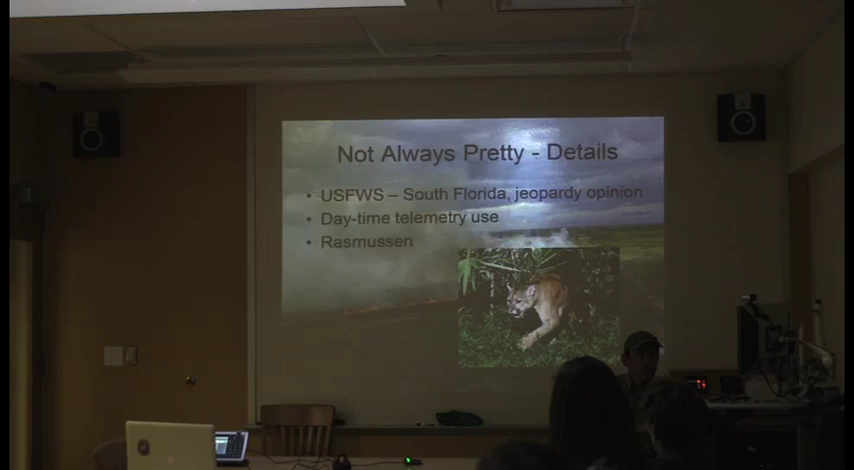 Not Always Pretty - Details
• USFWS – South Florida, jeopardy opinion
• Day-time telemetry use
• Rasmussen